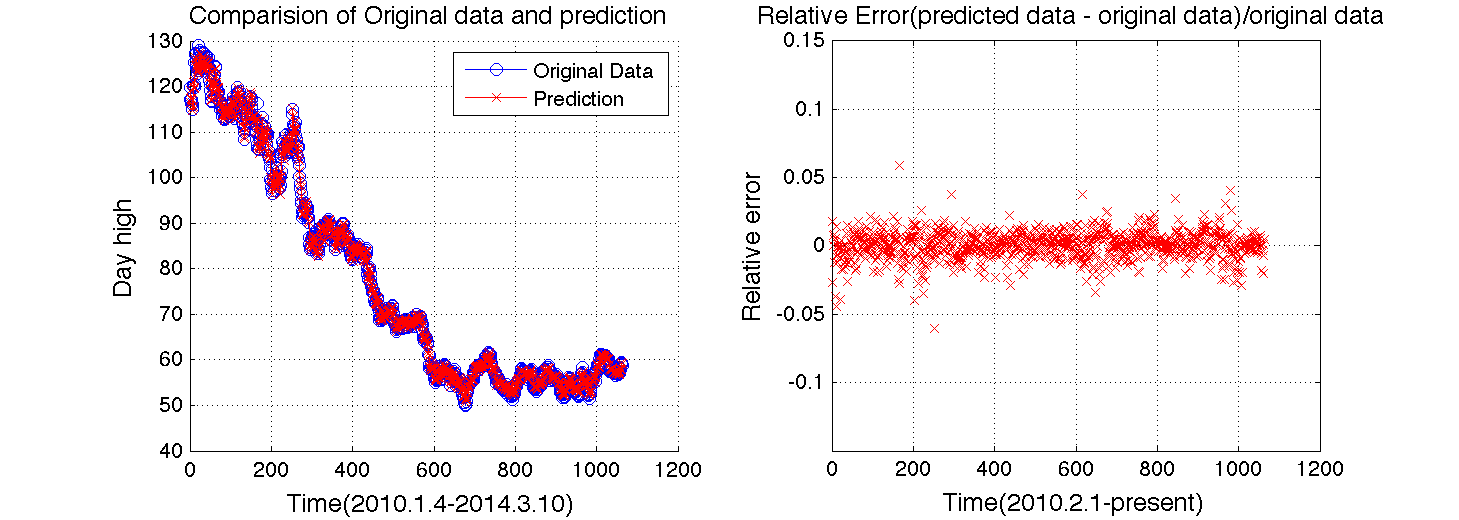 Comparision of Original data and prediction
130
120
110
100
90
80
70
60
50
40
Day high
Original Data
Prediction
0 200 400 600 800 1000 1200
Time(2010.1.4-2014.3.10)
Relative Error(predicted data - original data)/original data
0.15
0.1
0.05
0
-0.05
-0.1
Relative error
0 200 400 600 800 1000 1200
Time(2010.2.1-present)